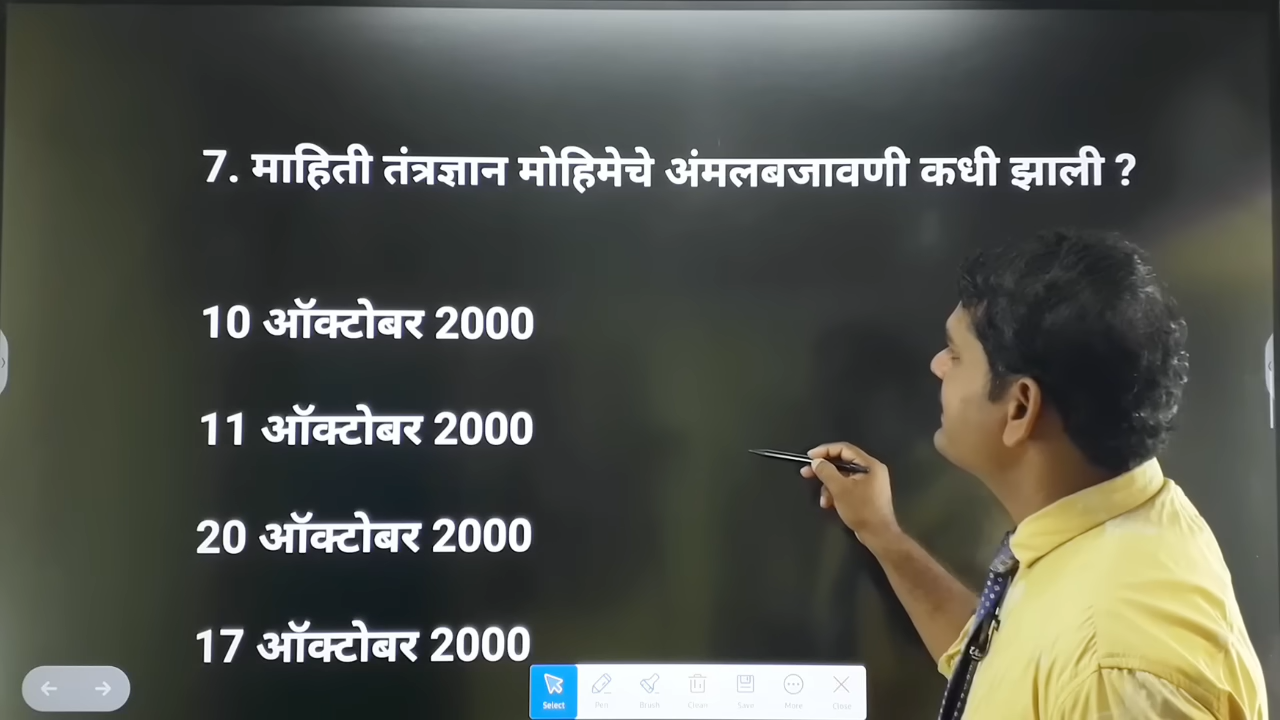 7. माहिती तंत्रज्ञान मोहिमेचे अंमलबजावणी कधी झाली ?
10 ऑक्टोबर 2000
11 ऑक्टोबर 2000
20 ऑक्टोबर 2000
17 ऑक्टोबर 2000
Select Pen Brush Clean Save More Close